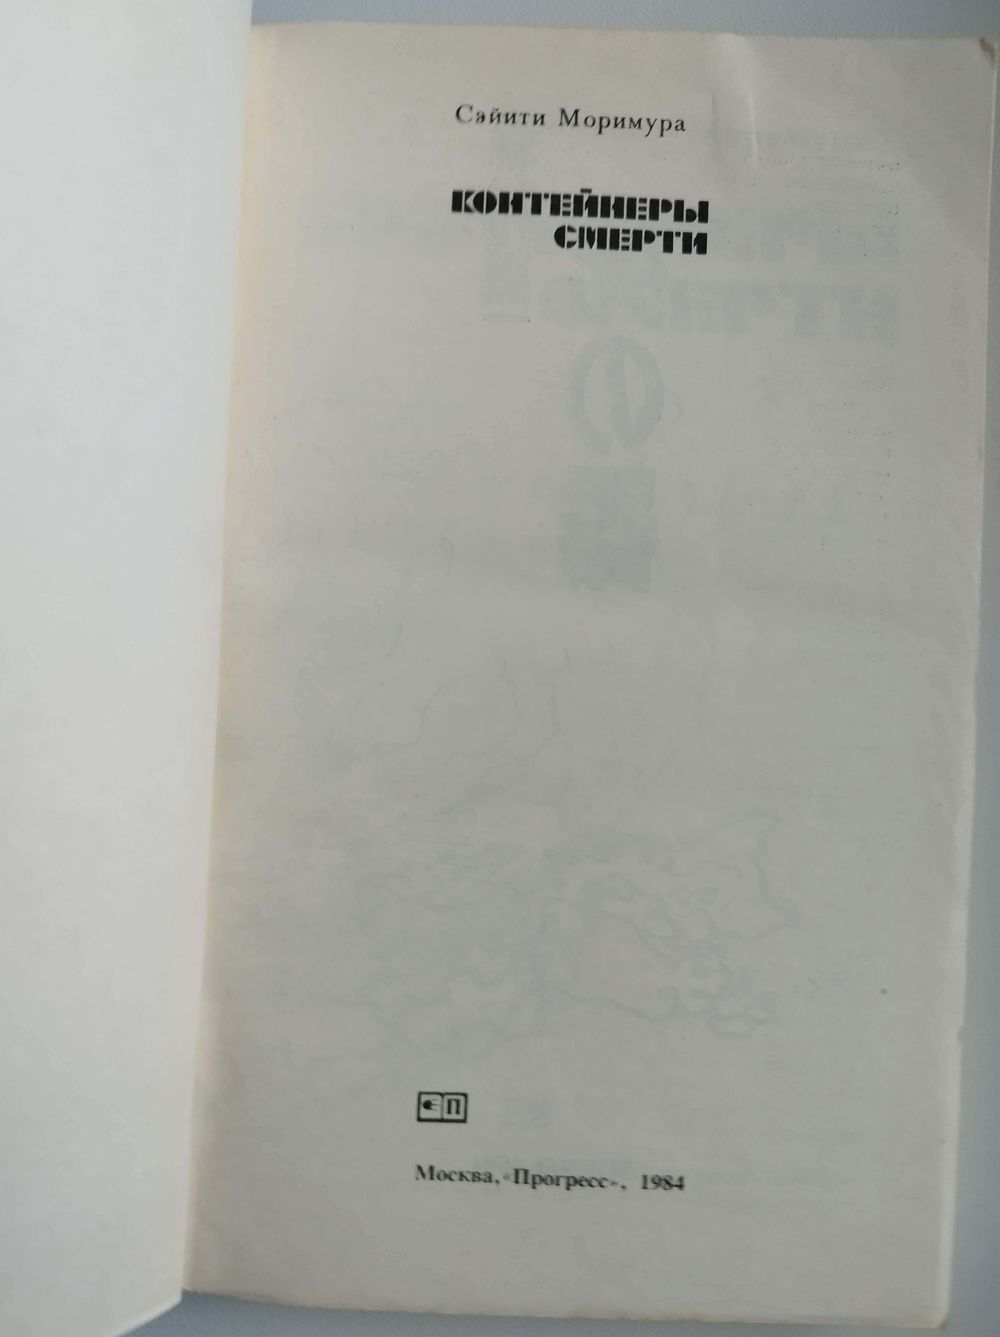 Сэйити Моримура
КОНТЕЙНЕРЫ
СМЕРТИ
П
Москва, «Прогресс», 1984